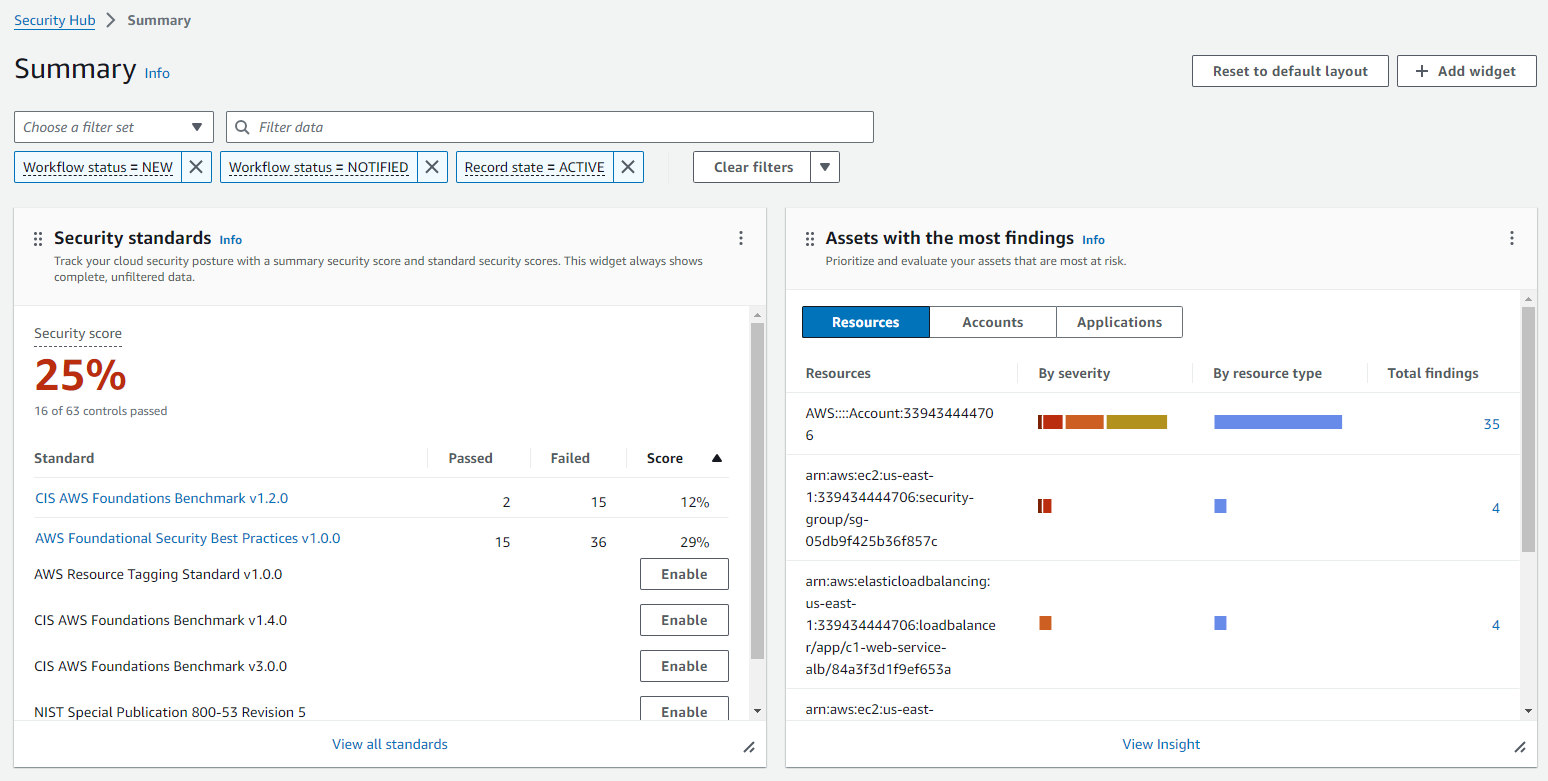 Security Hub > Summary
Summary Info
Reset to default layout
+ Add widget
Choose a filter set
Filter data
Workflow status = NEW
Workflow status = NOTIFIED
Record state = ACTIVE
Clear filters
Security standards Info
Track your cloud security posture with a summary security score and standard security scores. This widget always shows
complete, unfiltered data.
Security score
25%
16 of 63 controls passed
Standard Passed Failed Score
CIS AWS Foundations Benchmark v1.2.0 2 15 12%
AWS Foundational Security Best Practices v1.0.0 15 36 29%
AWS Resource Tagging Standard v1.0.0 Enable
CIS AWS Foundations Benchmark v1.4.0 Enable
CIS AWS Foundations Benchmark v3.0.0 Enable
NIST Special Publication 800-53 Revision 5 Enable
View all standards
Assets with the most findings Info
Prioritize and evaluate your assets that are most at risk.
Resources Accounts Applications
Resources By severity By resource type Total findings
AWS::::Account:33943444470
6
35
arn:aws:ec2:us-east-
1:339434444706:security-
group/sg-
05db9f425b36f857c
4
arn:aws:elasticloadbalancing:
us-east-
1:339434444706:loadbalance
r/app/c1-web-service-
alb/84a3f3d1f9ef653a
4
arn:aws:ec2:us-east-
View Insight